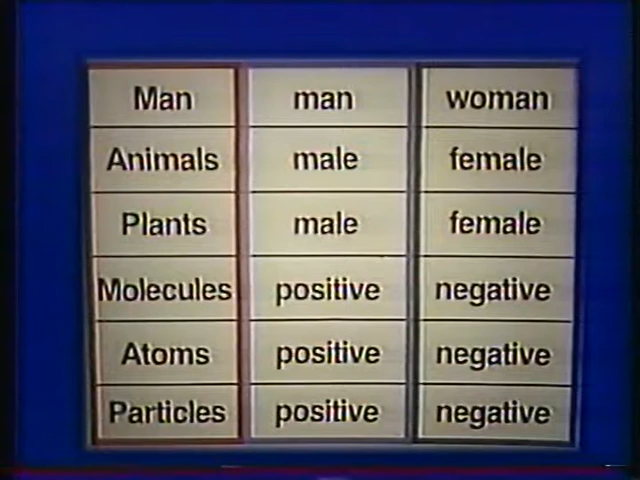 Man man woman
Animals male female
Plants male female
Molecules positive negative
Atoms positive negative
Particles positive negative